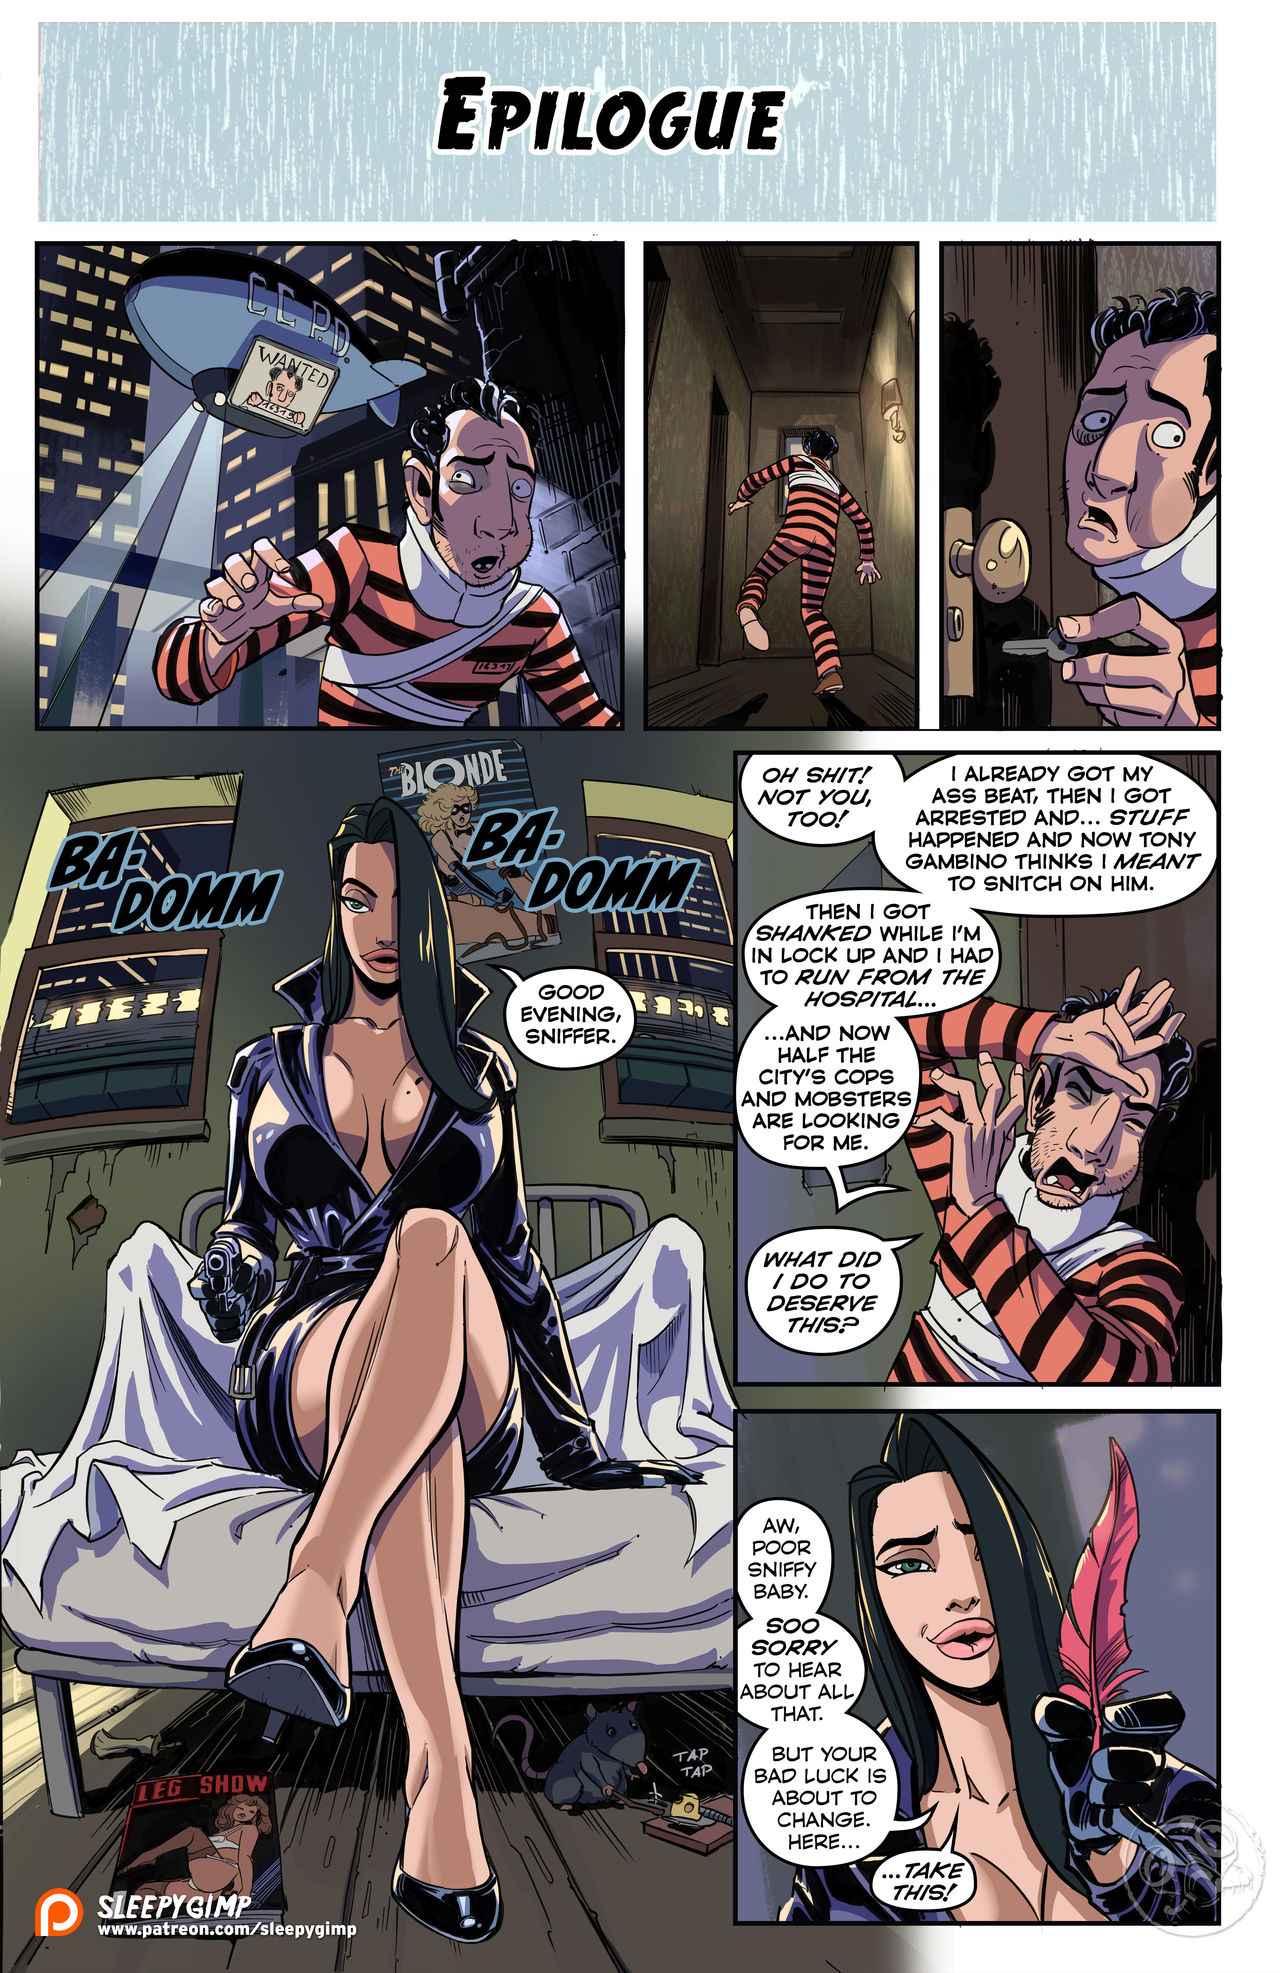 EPILOGUE
C.C.P.D.
WANTED
16319
16319
THE
BLONDE
BA-
DOMM
BA-
DOMM
GOOD
EVENING,
SNIFFER.
OH SHIT!
NOT YOU,
TOO!
I ALREADY GOT MY
ASS BEAT, THEN I GOT
ARRESTED AND... STUFF
HAPPENED AND NOW TONY
GAMBINO THINKS I MEANT
TO SNITCH ON HIM.
THEN I GOT
SHANKED WHILE I'M
IN LOCK UP AND I HAD
TO RUN FROM THE
HOSPITAL...
...AND NOW
HALF THE
CITY'S COPS
AND MOBSTERS
ARE LOOKING
FOR ME.
WHAT DID
I DO TO
DESERVE
THIS?
AW,
POOR
SNIFFY
BABY.
SOO
SORRY
TO HEAR
ABOUT ALL
THAT.
BUT YOUR
BAD LUCK IS
ABOUT TO
CHANGE.
HERE...
...TAKE
THIS!
TAP
TAP
LEG SHOW
SLEEPYGIMP
www.patreon.com/sleepygimp